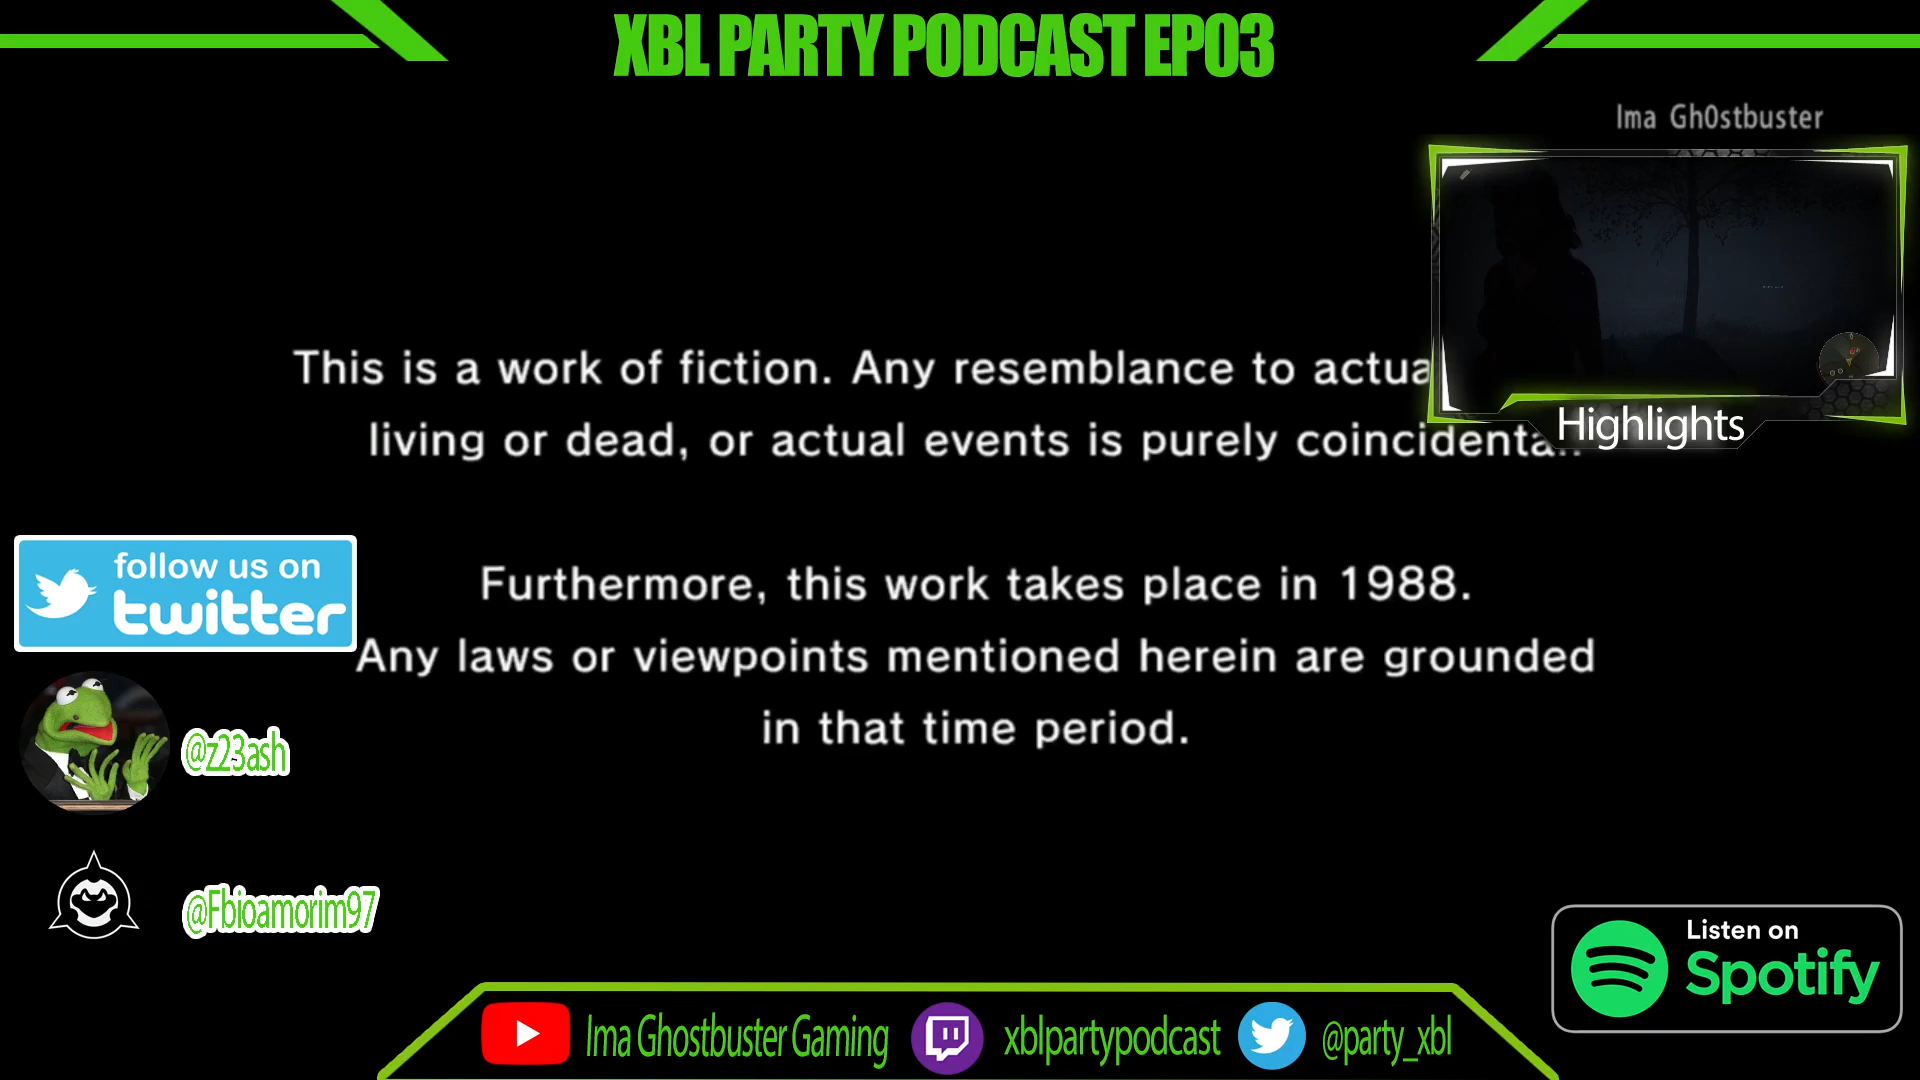 XBL PARTY PODCAST EP03
Ima Gh0stbuster
This is a work of fiction. Any resemblance to actua
Highlights
living or dead, or actual events is purely coincidental.
follow us on
twitter
Furthermore, this work takes place in 1988.
Any laws or viewpoints mentioned herein are grounded
in that time period.
@z23ash
@Fbioamorim97
Listen on
Spotify
Ima Ghostbuster Gaming
xblpartypodcast
@party_xbl